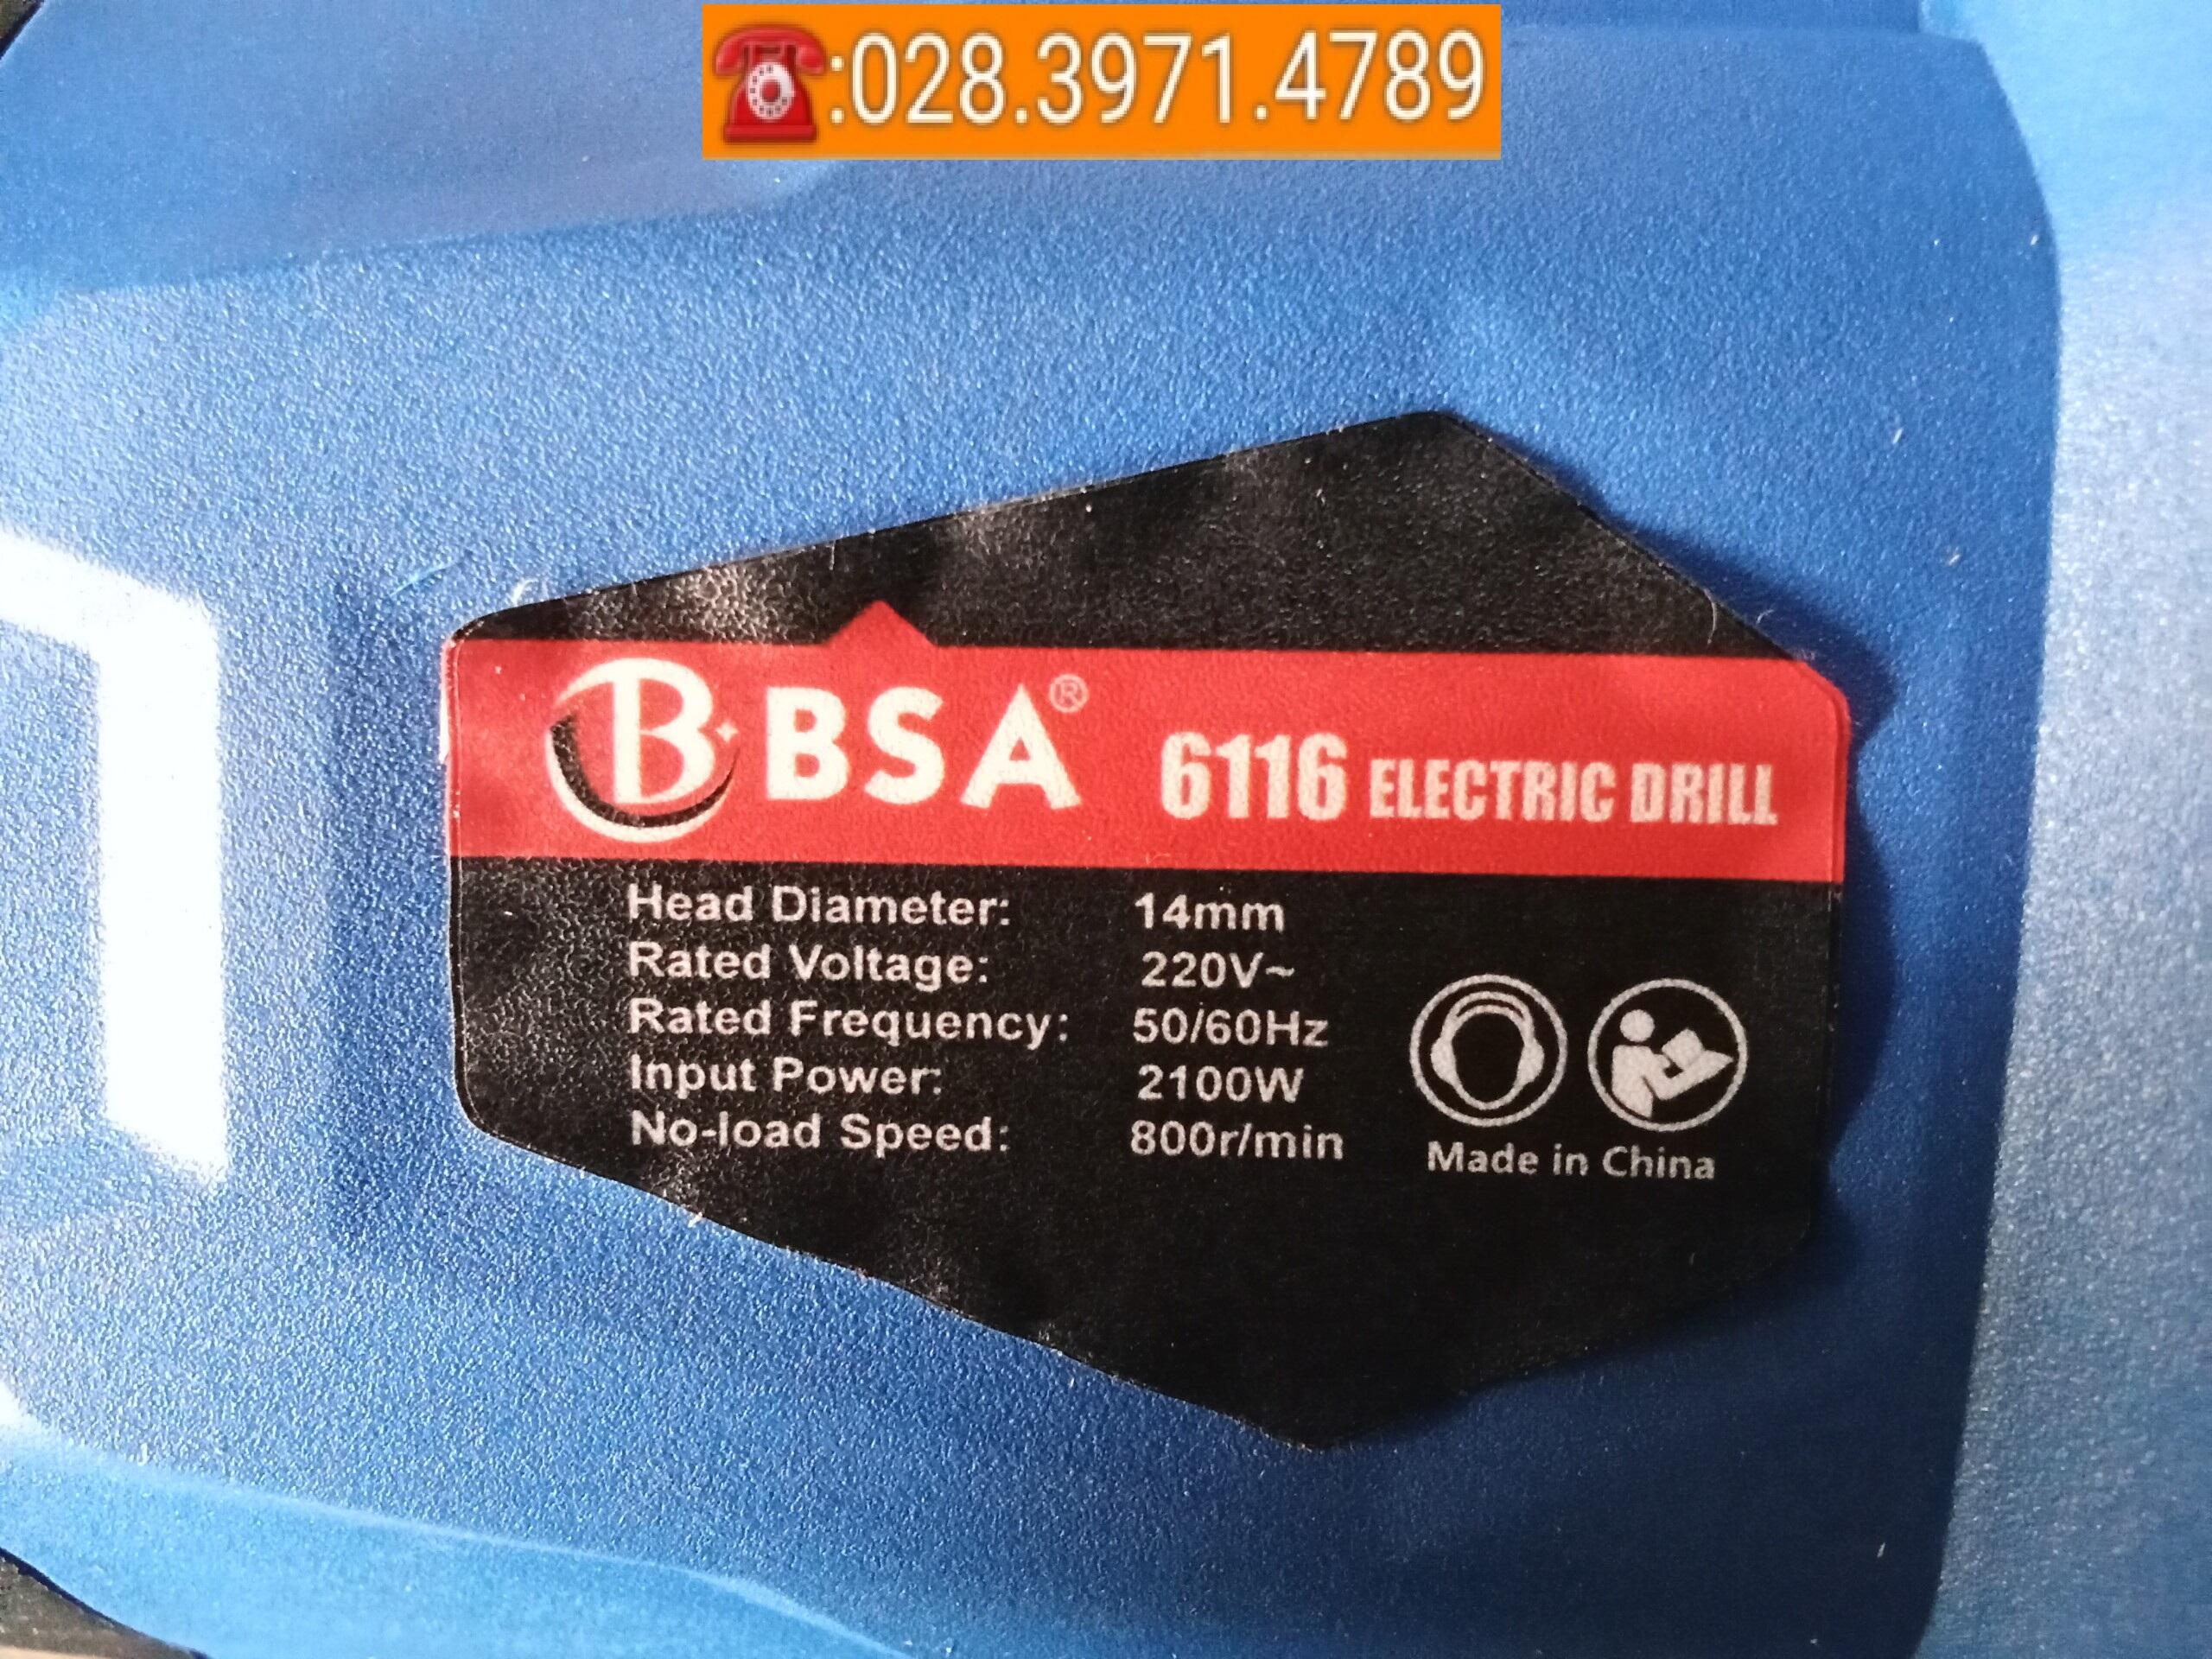 :028.3971.4789
B BSA® 6116 ELECTRIC DRILL
Head Diameter: 14mm
Rated Voltage: 220V~
Rated Frequency: 50/60Hz
Input Power: 2100W
No-load Speed: 800r/min
Made in China